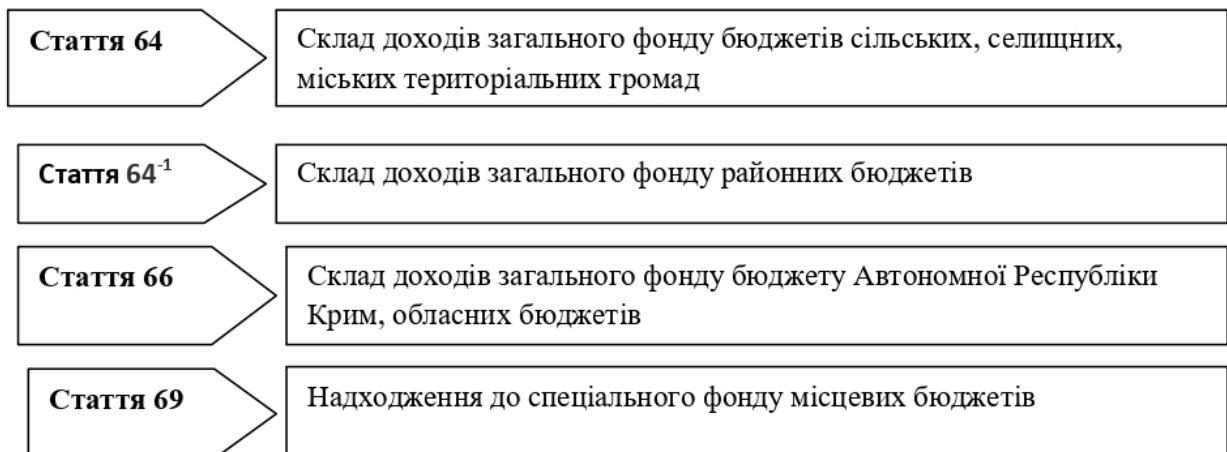 Стаття 64
Склад доходів загального фонду бюджетів сільських, селищних,
міських територіальних громад
Стаття 64⁻¹
Склад доходів загального фонду районних бюджетів
Стаття 66
Склад доходів загального фонду бюджету Автономної Республіки
Крим, обласних бюджетів
Стаття 69
Надходження до спеціального фонду місцевих бюджетів